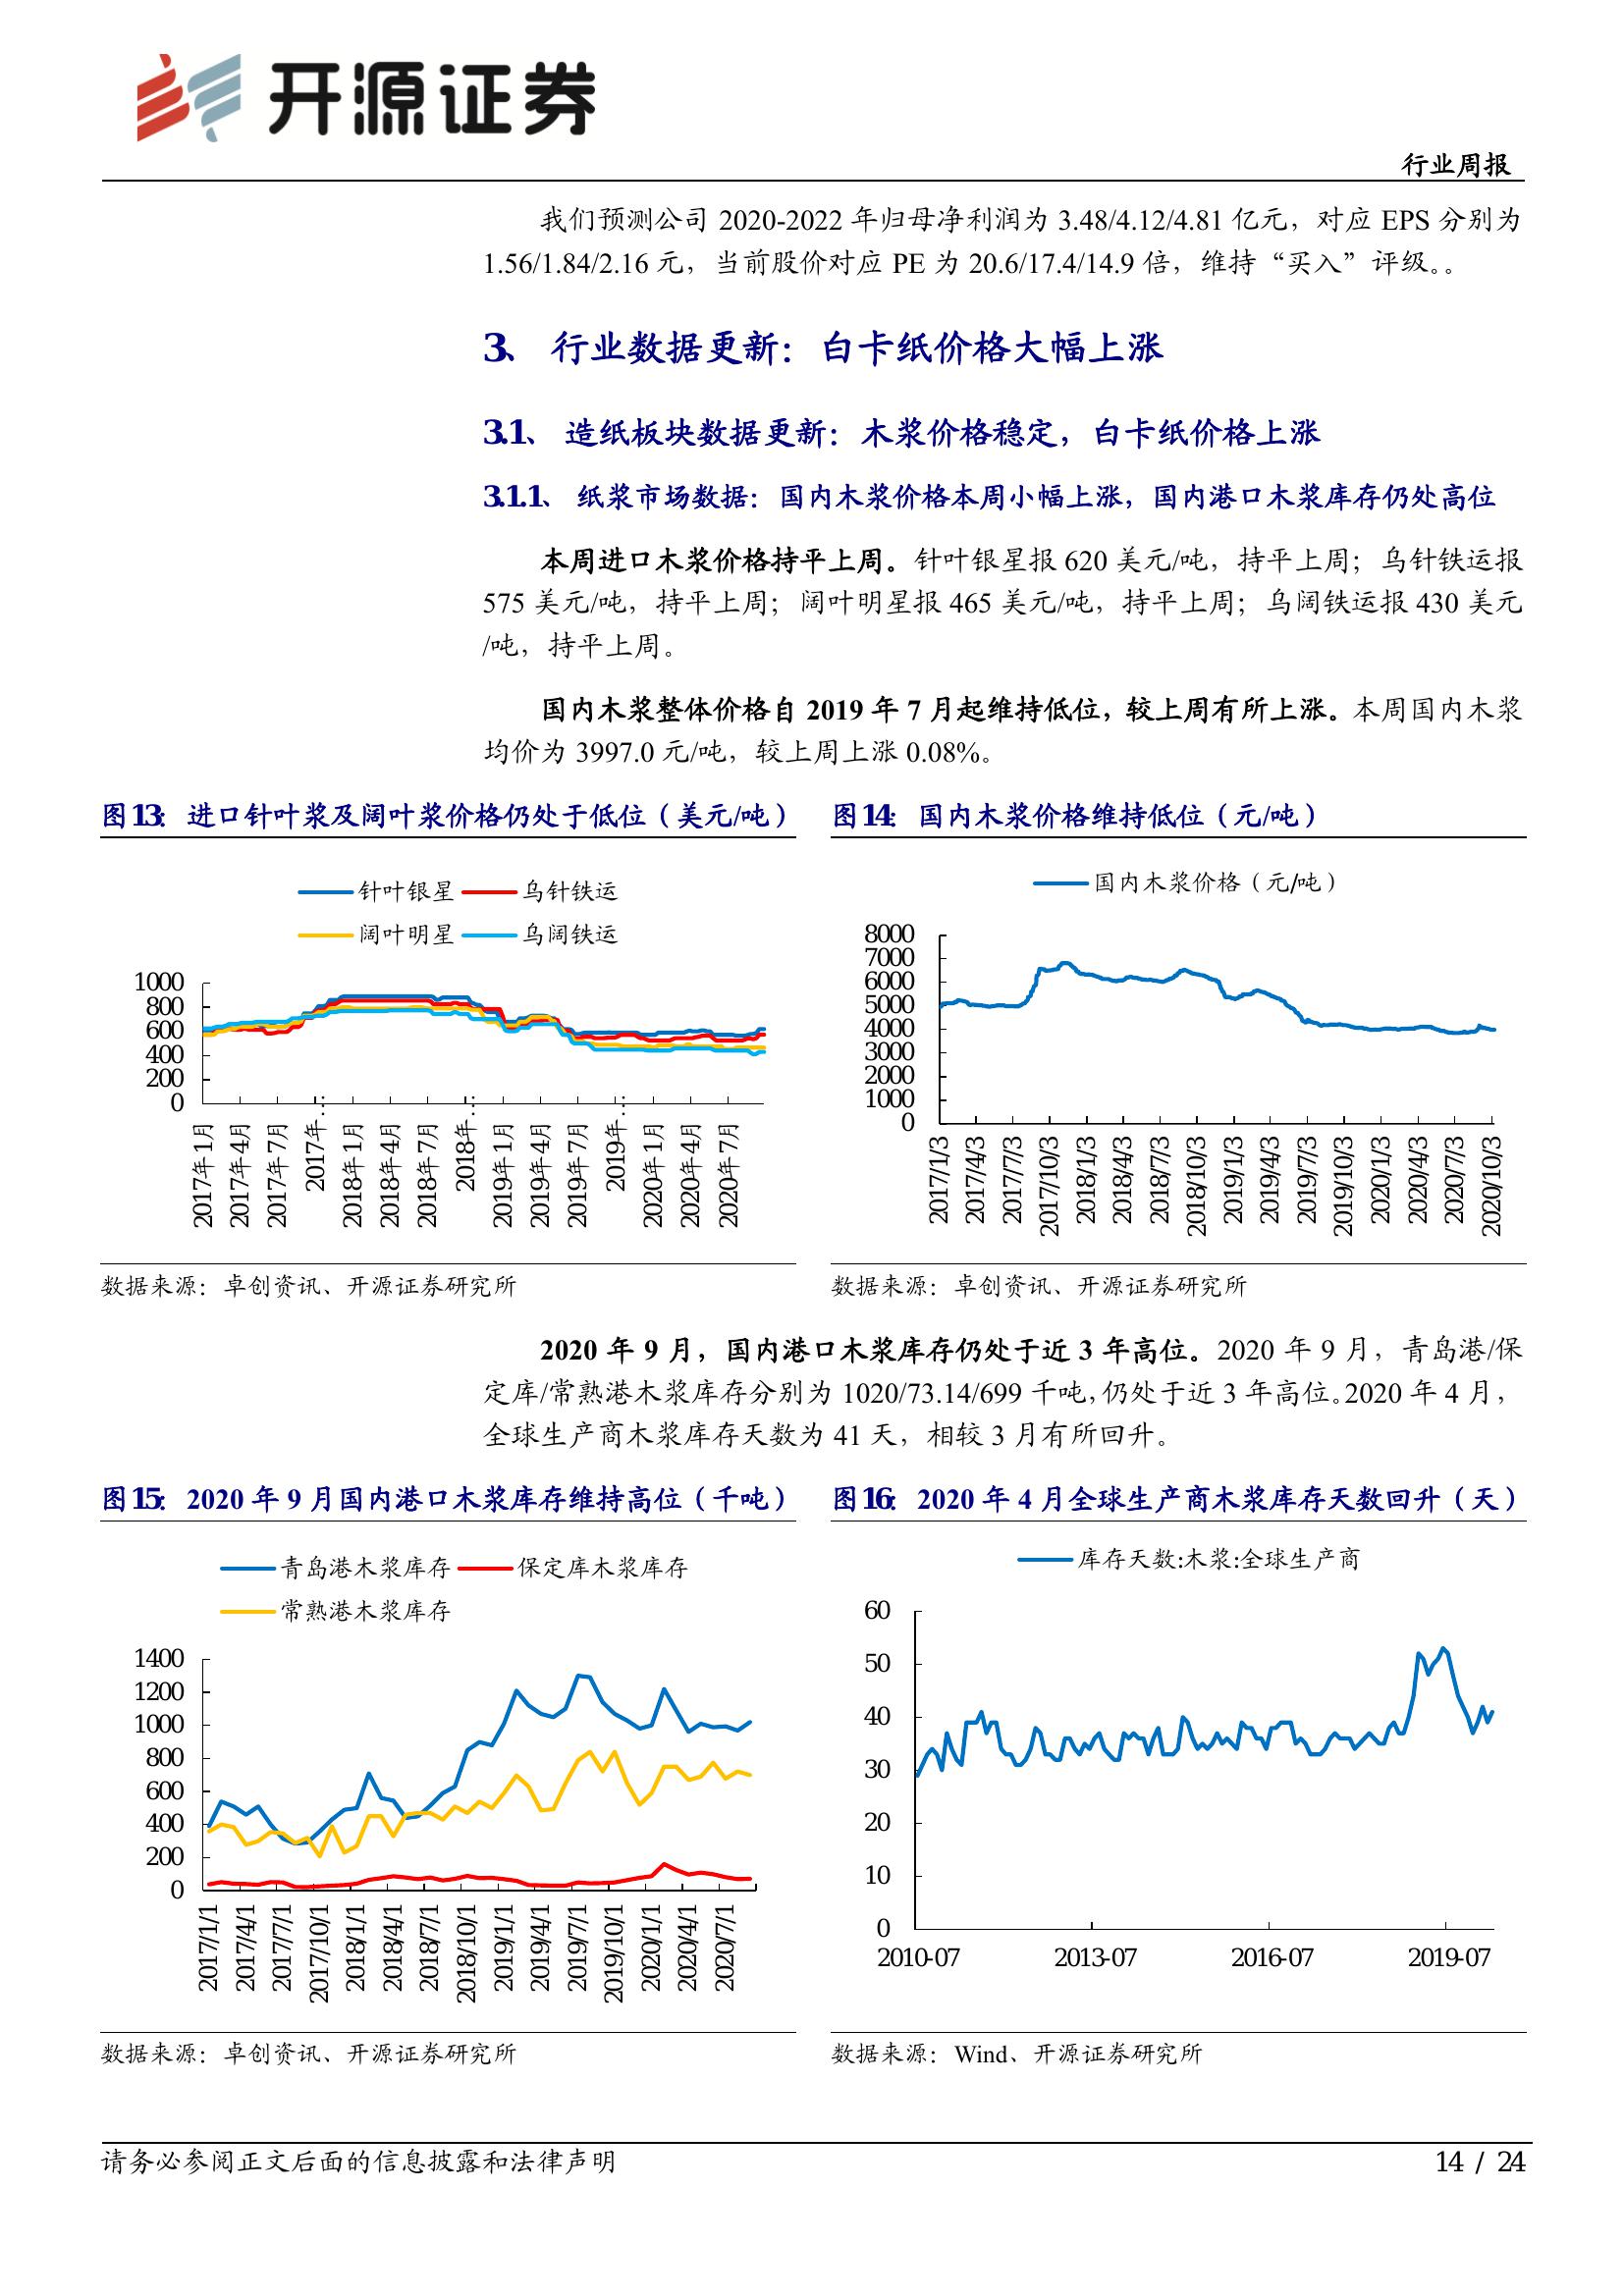 开源证券
行业周报
我们预测公司 2020-2022 年归母净利润为 3.48/4.12/4.81 亿元，对应 EPS 分别为
1.56/1.84/2.16 元，当前股价对应 PE 为 20.6/17.4/14.9 倍，维持“买入”评级。。
3、 行业数据更新：白卡纸价格大幅上涨
3.1、 造纸板块数据更新：木浆价格稳定，白卡纸价格上涨
3.1.1、 纸浆市场数据：国内木浆价格本周小幅上涨，国内港口木浆库存仍处高位
本周进口木浆价格持平上周。针叶银星报 620 美元/吨，持平上周；乌针铁运报
575 美元/吨，持平上周；阔叶明星报 465 美元/吨，持平上周；乌阔铁运报 430 美元
/吨，持平上周。
国内木浆整体价格自 2019 年 7 月起维持低位，较上周有所上涨。本周国内木浆
均价为 3997.0 元/吨，较上周上涨 0.08%。
图13： 进口针叶浆及阔叶浆价格仍处于低位（美元/吨）
针叶银星 乌针铁运
阔叶明星 乌阔铁运
1000
800
600
400
200
0
2017年1月 2017年4月 2017年7月 2017年… 2018年1月 2018年4月 2018年7月 2018年… 2019年1月 2019年4月 2019年7月 2019年… 2020年1月 2020年4月 2020年7月
数据来源：卓创资讯、开源证券研究所
图14： 国内木浆价格维持低位（元/吨）
国内木浆价格（元/吨）
8000
7000
6000
5000
4000
3000
2000
1000
0
2017/1/3 2017/4/3 2017/7/3 2017/10/3 2018/1/3 2018/4/3 2018/7/3 2018/10/3 2019/1/3 2019/4/3 2019/7/3 2019/10/3 2020/1/3 2020/4/3 2020/7/3 2020/10/3
数据来源：卓创资讯、开源证券研究所
2020 年 9 月，国内港口木浆库存仍处于近 3 年高位。2020 年 9 月，青岛港/保
定库/常熟港木浆库存分别为 1020/73.14/699 千吨，仍处于近 3 年高位。2020 年 4 月，
全球生产商木浆库存天数为 41 天，相较 3 月有所回升。
图15： 2020 年 9 月国内港口木浆库存维持高位（千吨）
青岛港木浆库存 保定库木浆库存
常熟港木浆库存
1400
1200
1000
800
600
400
200
0
2017/1/1 2017/4/1 2017/7/1 2017/10/1 2018/1/1 2018/4/1 2018/7/1 2018/10/1 2019/1/1 2019/4/1 2019/7/1 2019/10/1 2020/1/1 2020/4/1 2020/7/1
数据来源：卓创资讯、开源证券研究所
图16： 2020 年 4 月全球生产商木浆库存天数回升（天）
库存天数:木浆:全球生产商
60
50
40
30
20
10
0
2010-07 2013-07 2016-07 2019-07
数据来源：Wind、开源证券研究所
请务必参阅正文后面的信息披露和法律声明
14 / 24